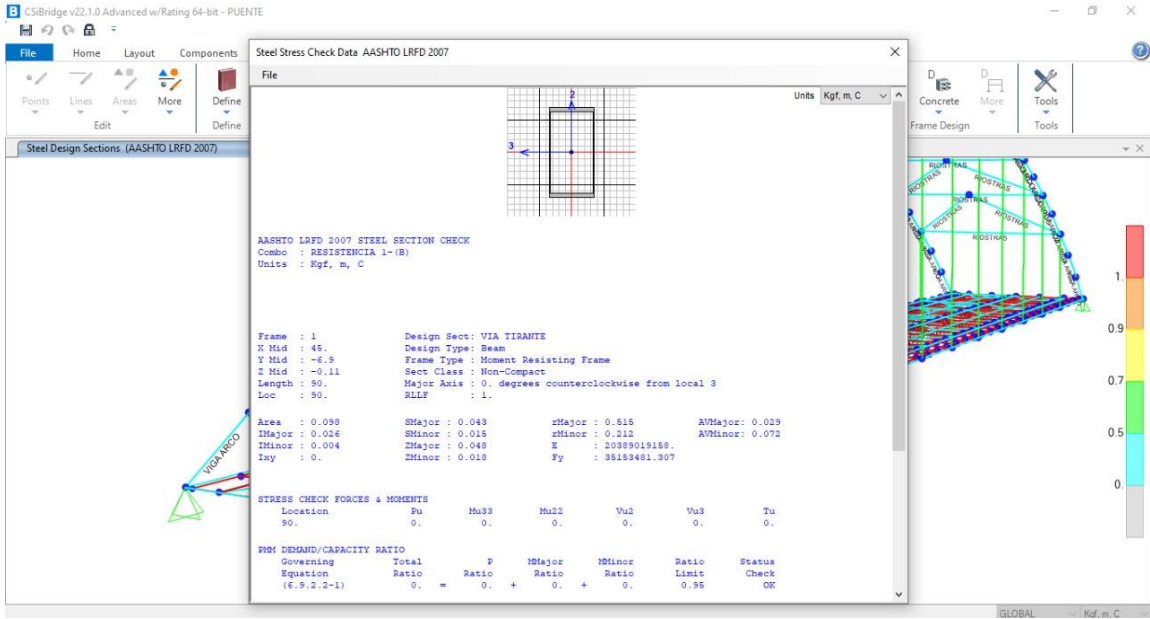 CSiBridge v22.1.0 Advanced w/Rating 64-bit - PUENTE
File Home Layout Components
Points Lines Areas More Define
Edit Define
Steel Design Sections (AASHTO LRFD 2007)
Steel Stress Check Data AASHTO LRFD 2007
File
Units Kgf, m, C
2
3
AASHTO LRFD 2007 STEEL SECTION CHECK
Combo : RESISTENCIA 1-(B)
Units : Kgf, m, C
Frame : 1 Design Sect: VIA TIRANTE
X Mid : 45. Design Type: Beam
Y Mid : -6.9 Frame Type : Moment Resisting Frame
Z Mid : -0.11 Sect Class : Non-Compact
Length : 90. Major Axis : 0. degrees counterclockwise from local 3
Loc : 90. RLLF : 1.
Area : 0.098 SMajor : 0.043 rMajor : 0.515 AVMajor: 0.029
IMajor : 0.026 SMinor : 0.015 rMinor : 0.212 AVMinor: 0.072
IMinor : 0.004 ZMajor : 0.048 E : 20389019158.
Ixy : 0. ZMinor : 0.018 Fy : 35153481.307
STRESS CHECK FORCES & MOMENTS
Location Pu Mu33 Mu22 Vu2 Vu3 Tu
90. 0. 0. 0. 0. 0. 0.
PMM DEMAND/CAPACITY RATIO
Governing Total P MMajor MMinor Ratio Status
Equation Ratio Ratio Ratio Ratio Limit Check
(6.9.2.2-1) 0. = 0. + 0. + 0. 0.95 OK
Concrete More Tools
Frame Design Tools
VIGA ARCO
RIOSTRAS
RIOSTRAS
RIOSTRAS
RIOSTRAS
RIOSTRAS
RIOSTRAS
1.
0.9
0.7
0.5
0.
GLOBAL Kgf, m, C